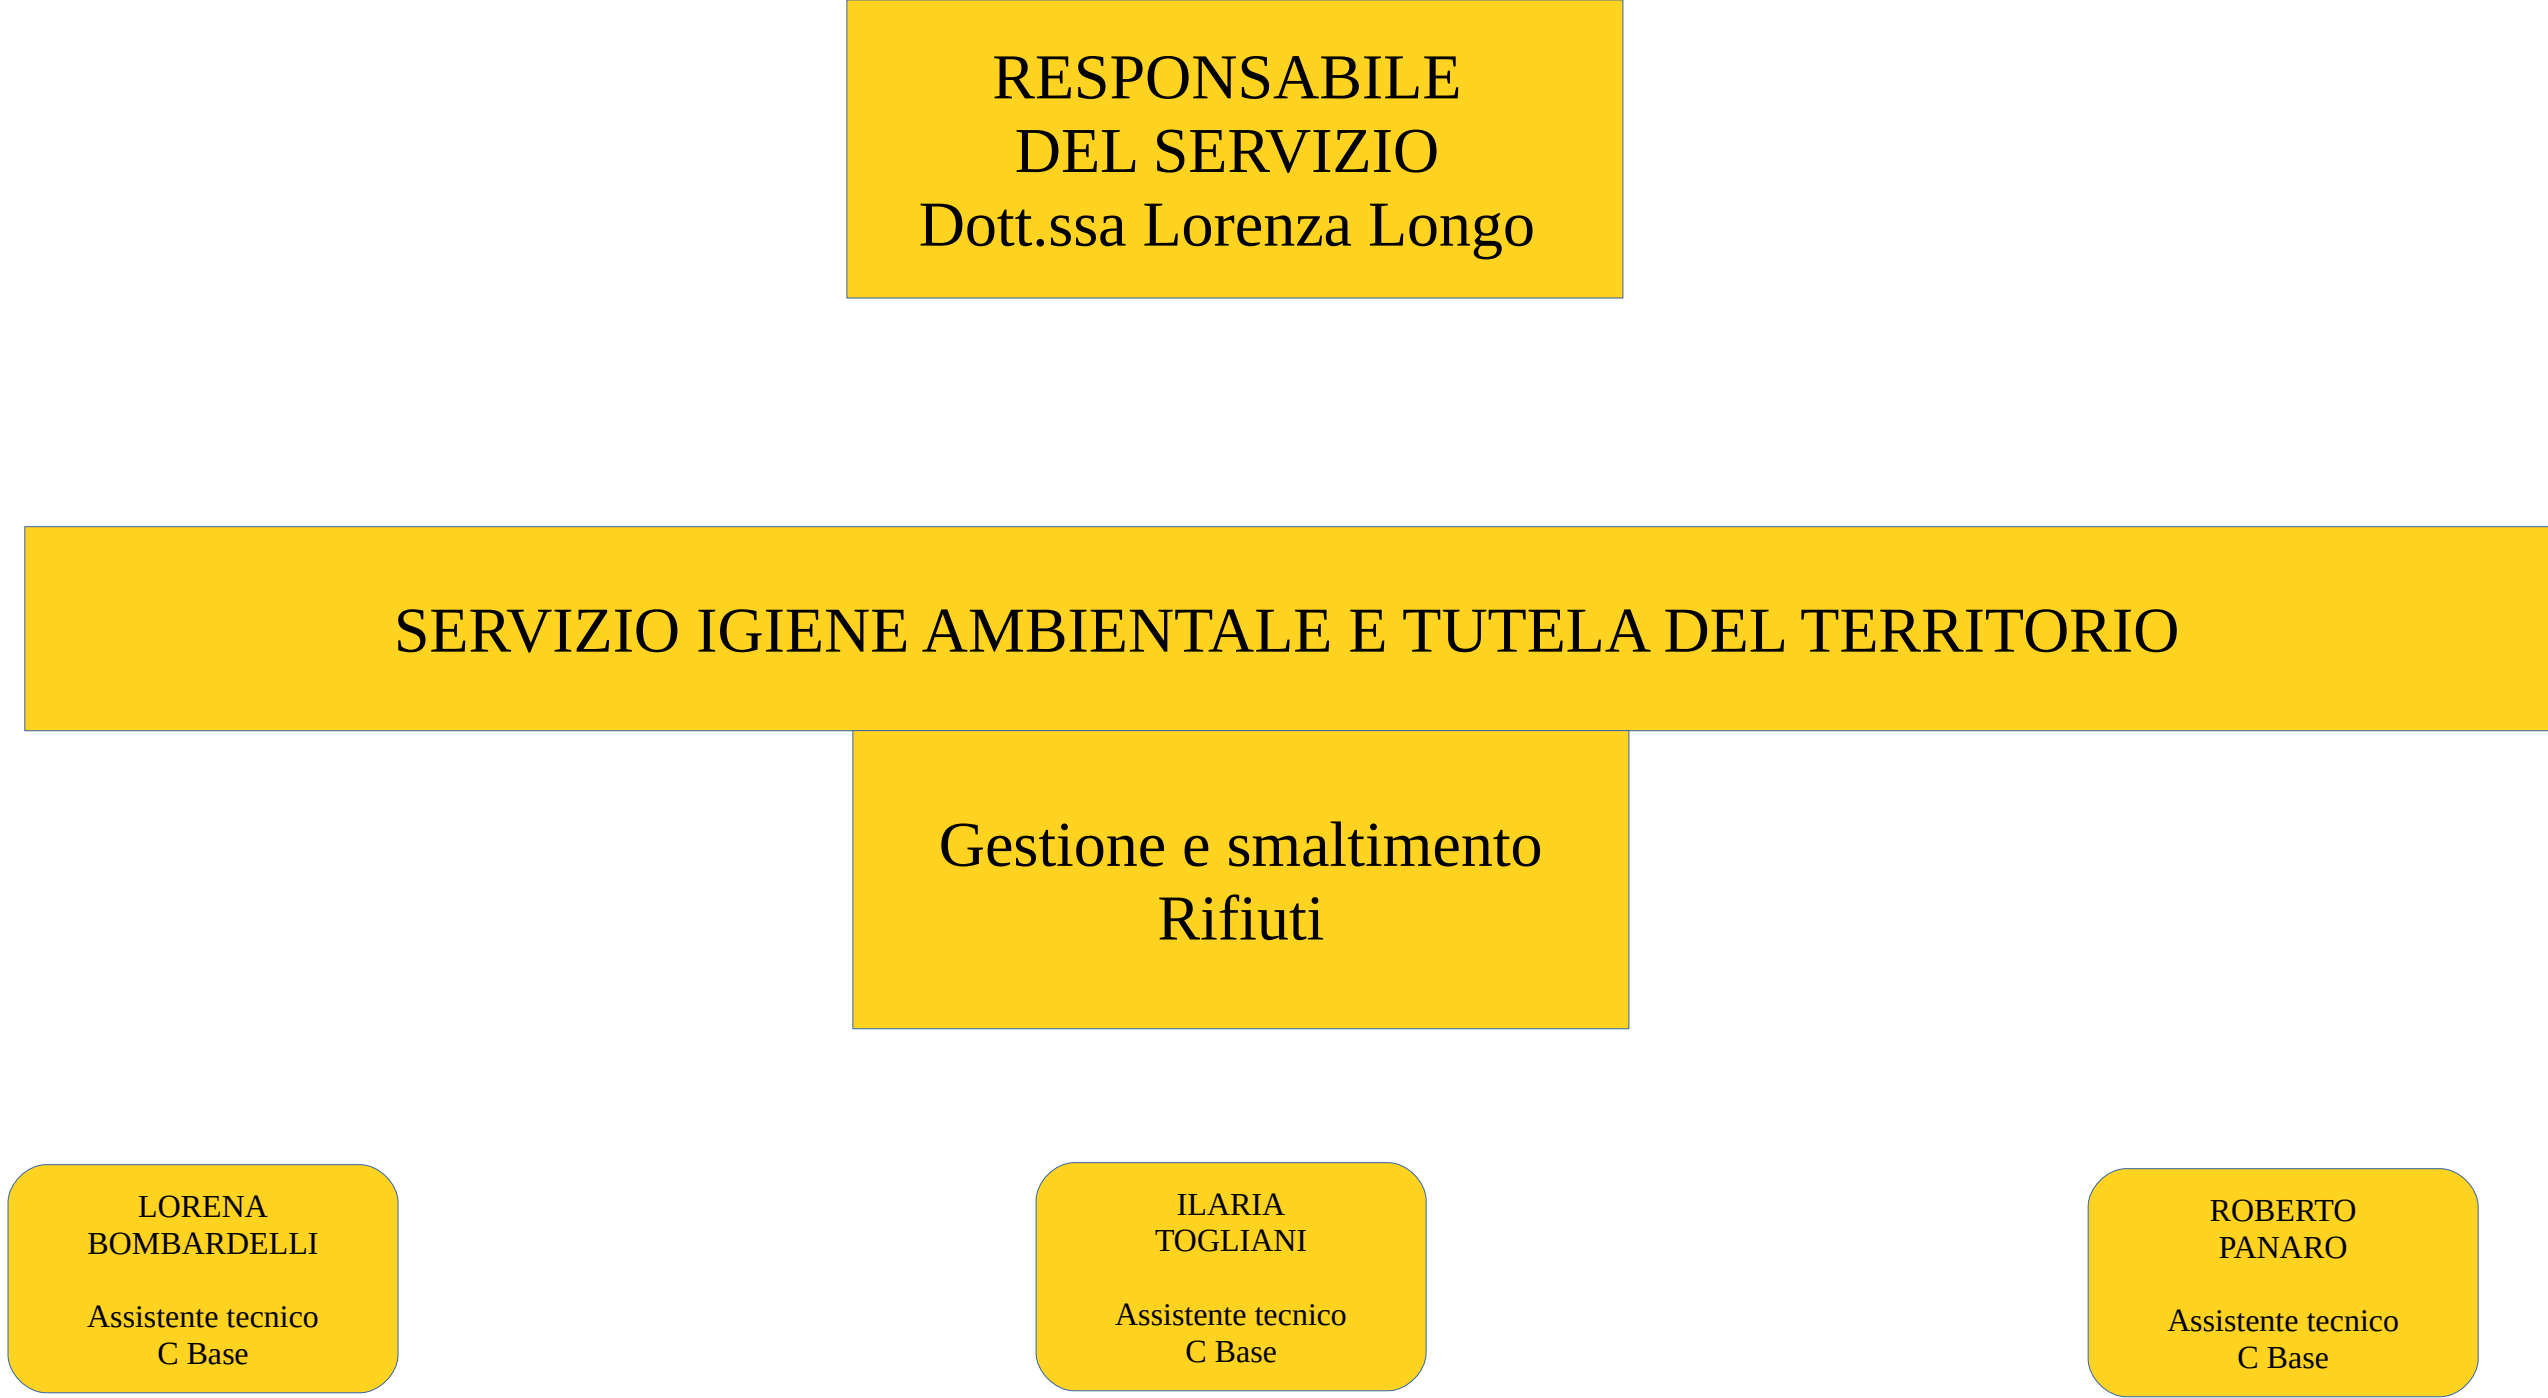 RESPONSABILE
DEL SERVIZIO
Dott.ssa Lorenza Longo
SERVIZIO IGIENE AMBIENTALE E TUTELA DEL TERRITORIO
Gestione e smaltimento
Rifiuti
LORENA
BOMBARDELLI
Assistente tecnico
C Base
ILARIA
TOGLIANI
Assistente tecnico
C Base
ROBERTO
PANARO
Assistente tecnico
C Base